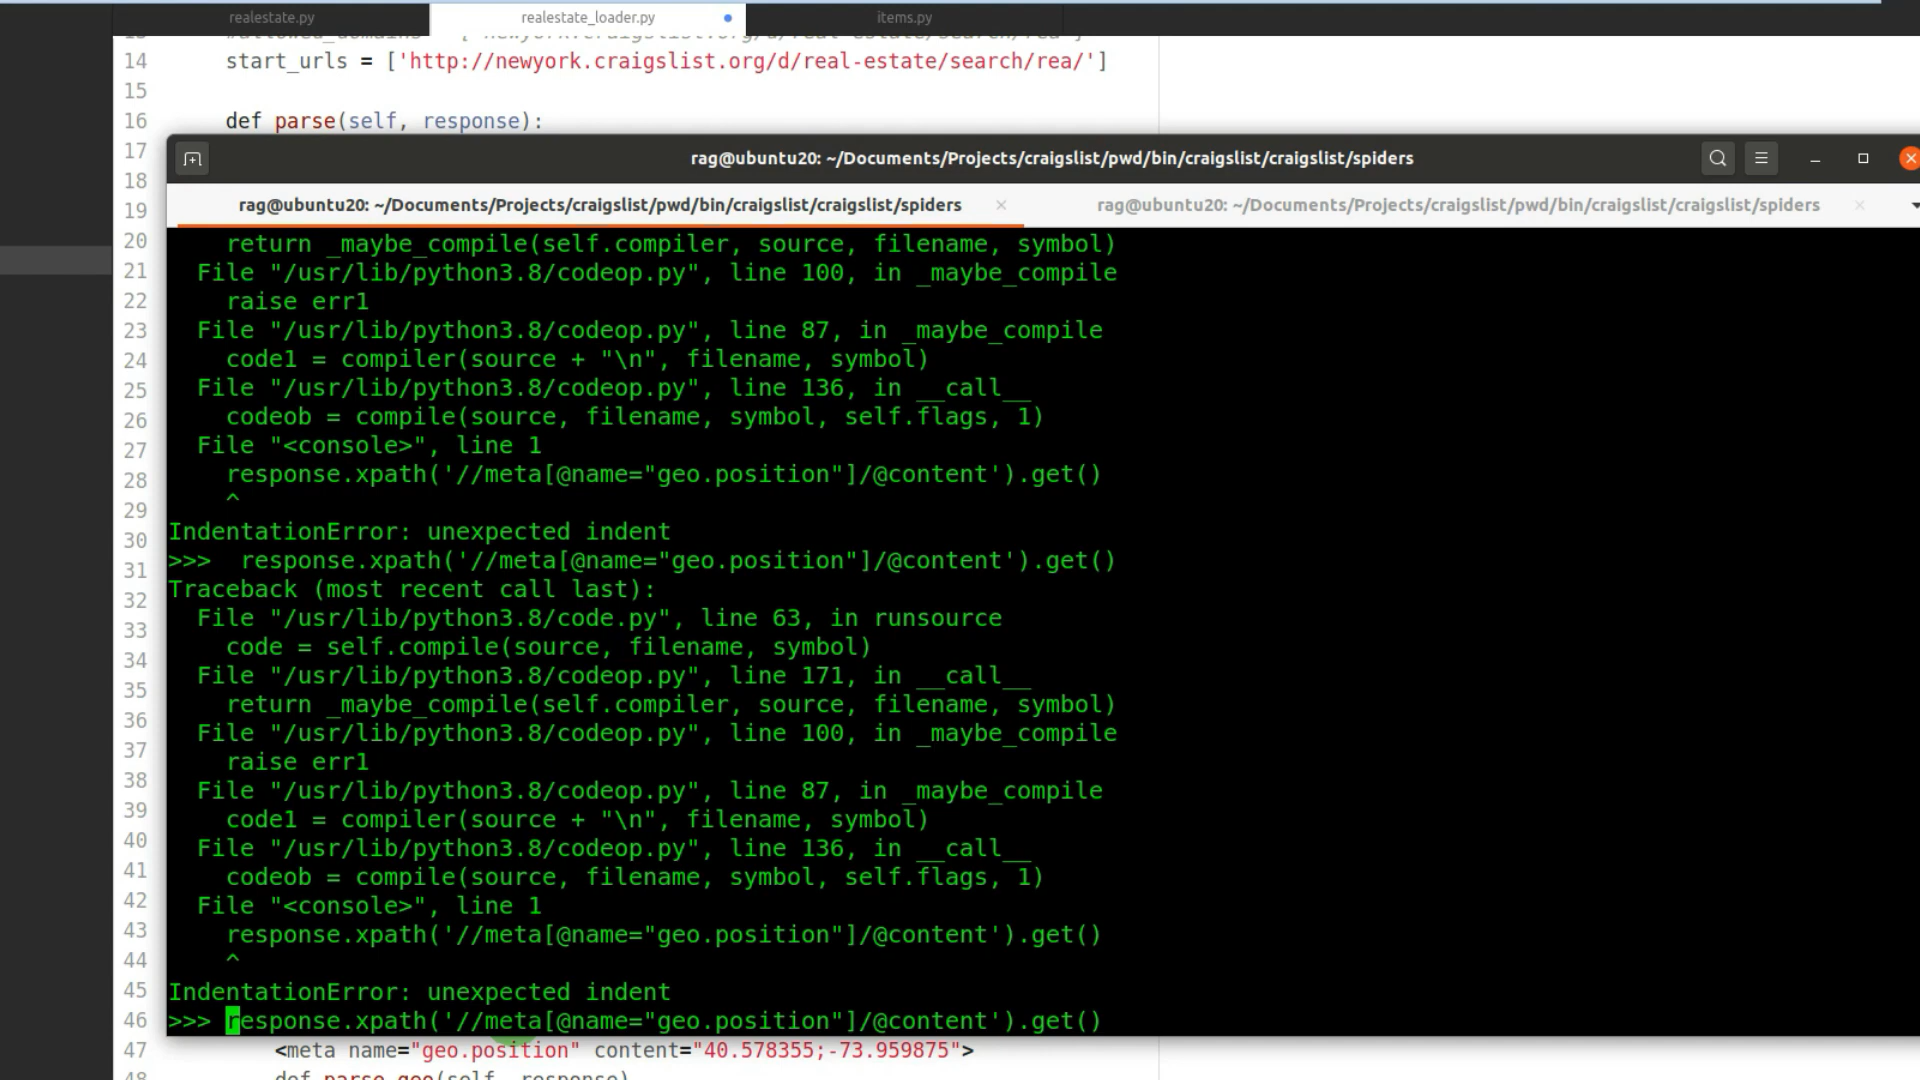 realestate.py realestate_loader.py items.py
14 start_urls = ['http://newyork.craigslist.org/d/real-estate/search/rea/']
15
16 def parse(self, response):
17 rag@ubuntu20: ~/Documents/Projects/craigslist/pwd/bin/craigslist/craigslist/spiders
18
19 rag@ubuntu20: ~/Documents/Projects/craigslist/pwd/bin/craigslist/craigslist/spiders × rag@ubuntu20: ~/Documents/Projects/craigslist/pwd/bin/craigslist/craigslist/spiders ×
20 return _maybe_compile(self.compiler, source, filename, symbol)
21 File "/usr/lib/python3.8/codeop.py", line 100, in _maybe_compile
22 raise err1
23 File "/usr/lib/python3.8/codeop.py", line 87, in _maybe_compile
24 code1 = compiler(source + "\n", filename, symbol)
25 File "/usr/lib/python3.8/codeop.py", line 136, in __call__
26 codeob = compile(source, filename, symbol, self.flags, 1)
27 File "<console>", line 1
28 response.xpath('//meta[@name="geo.position"]/@content').get()
29 ^
30 IndentationError: unexpected indent
31 >>>  response.xpath('//meta[@name="geo.position"]/@content').get()
32 Traceback (most recent call last):
33 File "/usr/lib/python3.8/code.py", line 63, in runsource
34 code = self.compile(source, filename, symbol)
35 File "/usr/lib/python3.8/codeop.py", line 171, in __call__
36 return _maybe_compile(self.compiler, source, filename, symbol)
37 File "/usr/lib/python3.8/codeop.py", line 100, in _maybe_compile
38 raise err1
39 File "/usr/lib/python3.8/codeop.py", line 87, in _maybe_compile
40 code1 = compiler(source + "\n", filename, symbol)
41 File "/usr/lib/python3.8/codeop.py", line 136, in __call__
42 codeob = compile(source, filename, symbol, self.flags, 1)
43 File "<console>", line 1
44 response.xpath('//meta[@name="geo.position"]/@content').get()
^
45 IndentationError: unexpected indent
46 >>> response.xpath('//meta[@name="geo.position"]/@content').get()
47 <meta name="geo.position" content="40.578355;-73.959875">
48 def parse_geo(self, response)